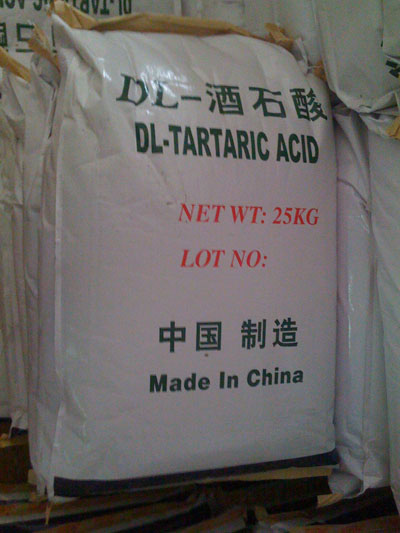 DL-酒石酸
DL-TARTARIC ACID
NET WT: 25KG
LOT NO:
中国 制造
Made In China